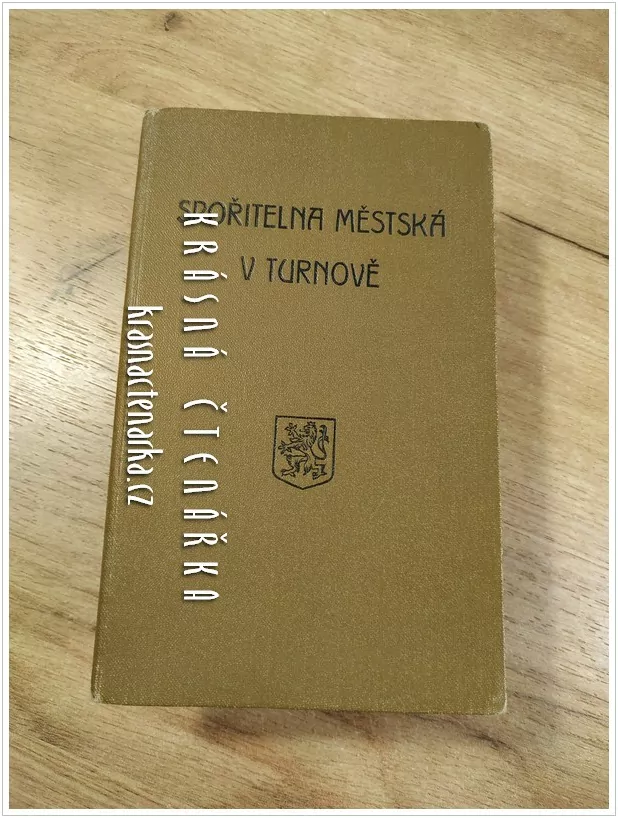 SPOŘITELNA MĚSTSKÁ
V TURNOVĚ
KRÁSNÁ ČTENÁŘKA
krasnactenarka.cz